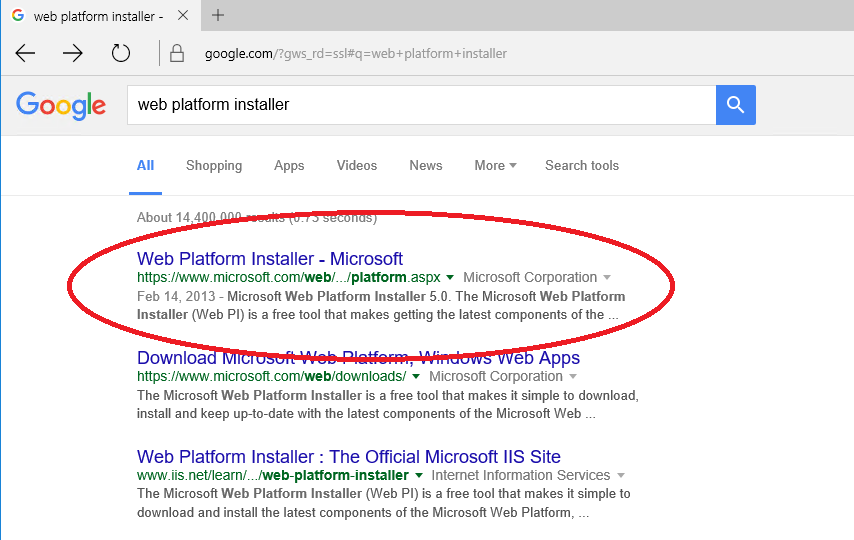 web platform installer -
google.com/?gws_rd=ssl#q=web+platform+installer
Google
web platform installer
All Shopping Apps Videos News More Search tools
About 14,400,000 results (0.73 seconds)
Web Platform Installer - Microsoft
https://www.microsoft.com/web/.../platform.aspx Microsoft Corporation
Feb 14, 2013 - Microsoft Web Platform Installer 5.0. The Microsoft Web Platform
Installer (Web PI) is a free tool that makes getting the latest components of the ...
Download Microsoft Web Platform, Windows Web Apps
https://www.microsoft.com/web/downloads/ Microsoft Corporation
The Microsoft Web Platform Installer is a free tool that makes it simple to download,
install and keep up-to-date with the latest components of the Microsoft Web ...
Web Platform Installer : The Official Microsoft IIS Site
www.iis.net/learn/.../web-platform-installer Internet Information Services
The Microsoft Web Platform Installer (Web PI) is a free tool that makes it simple to
download and install the latest components of the Microsoft Web Platform, ...